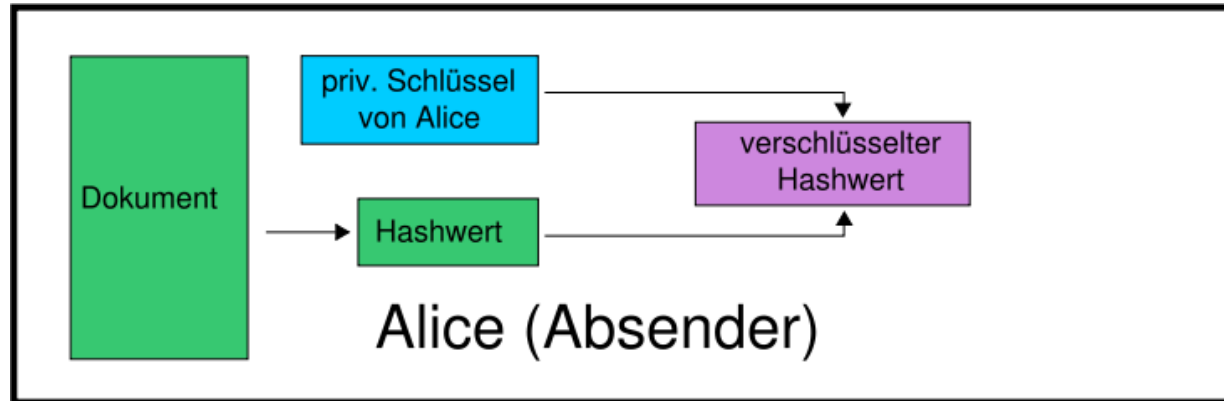 priv. Schlüssel
von Alice
verschlüsselter
Hashwert
Dokument
Hashwert
Alice (Absender)